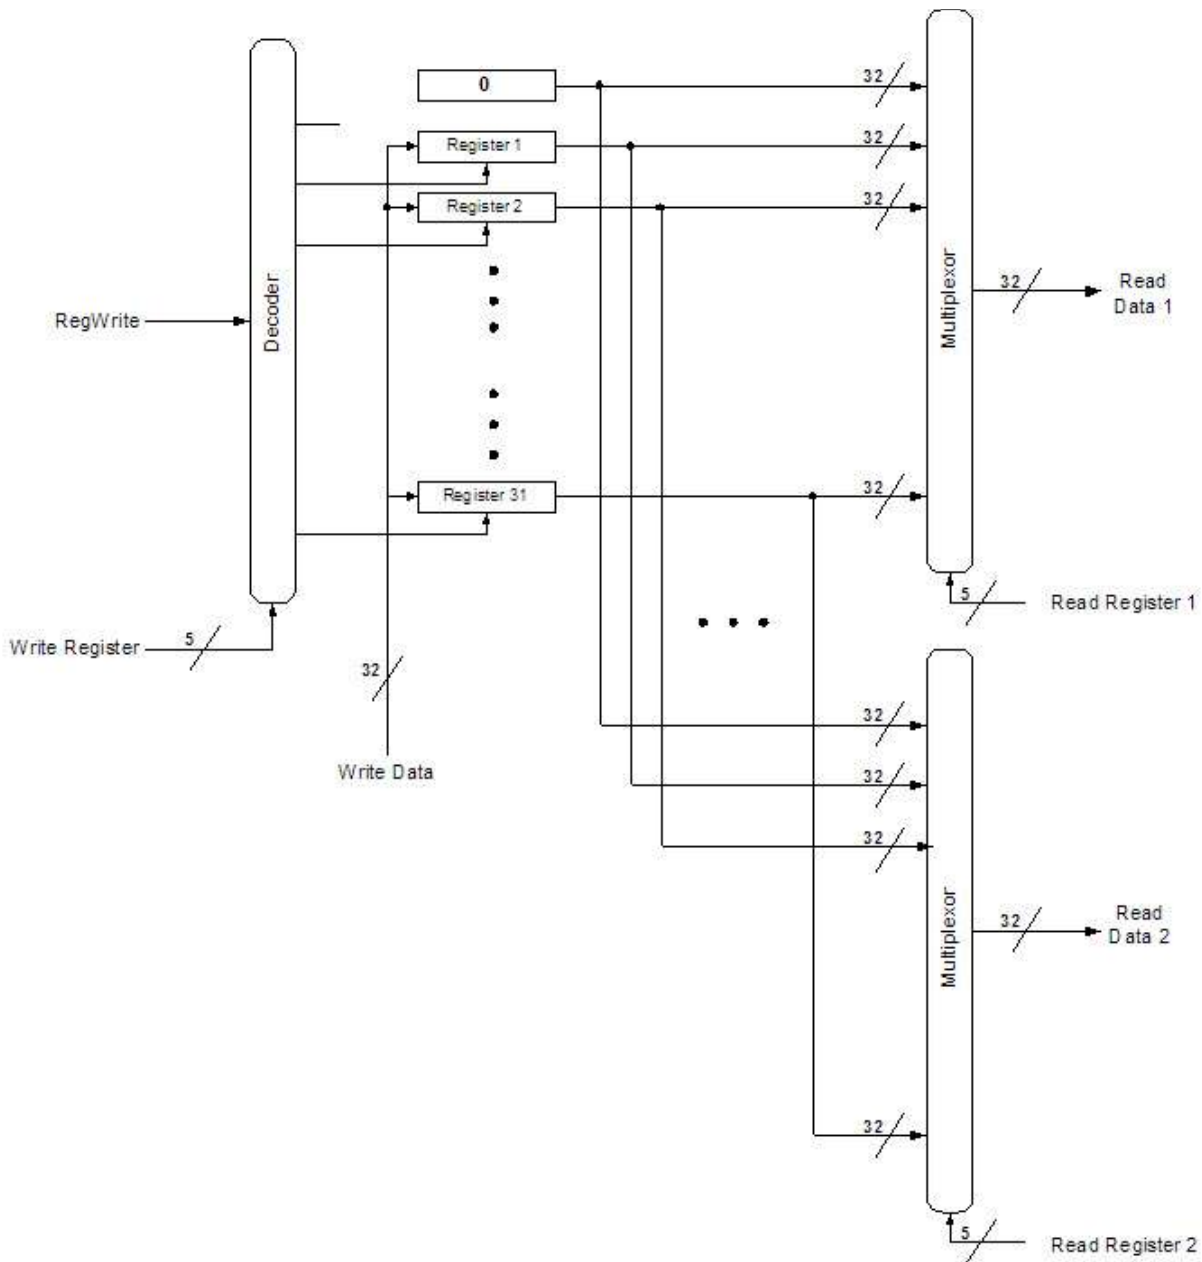 32
0
32
Register 1
32
Register 2
Decoder
Multiplexor
32
Read
Data 1
RegWrite
32
Register 31
5
Read Register 1
5
Write Register
32
32
Write Data
32
32
Multiplexor
32
Read
Data 2
32
5
Read Register 2